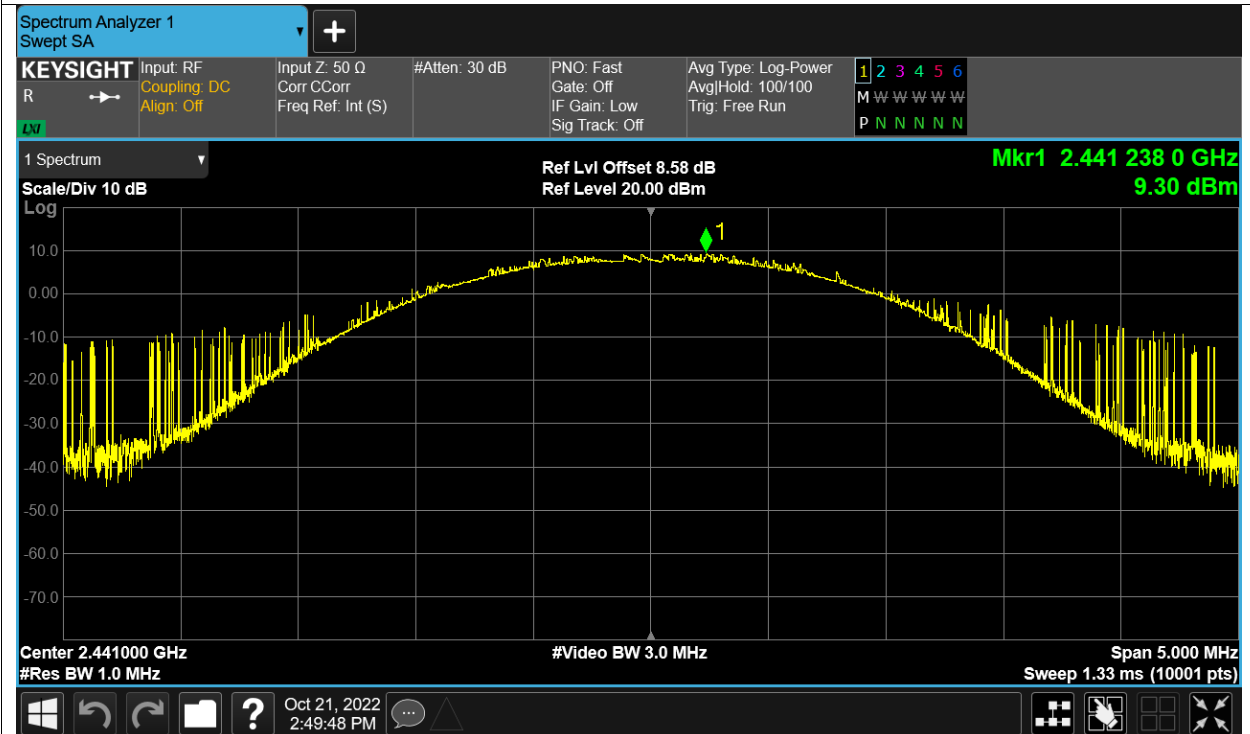 Spectrum Analyzer 1
Swept SA
+
KEYSIGHT
R
LXI
Input: RF
Coupling: DC
Align: Off
Input Z: 50 Ω
Corr CCorr
Freq Ref: Int (S)
#Atten: 30 dB
PNO: Fast
Gate: Off
IF Gain: Low
Sig Track: Off
Avg Type: Log-Power
Avg|Hold: 100/100
Trig: Free Run
1 2 3 4 5 6
M W W W W W
P N N N N N
1 Spectrum
Scale/Div 10 dB
Ref Lvl Offset 8.58 dB
Ref Level 20.00 dBm
Mkr1 2.441 238 0 GHz
9.30 dBm
Log
1
10.0
0.00
-10.0
-20.0
-30.0
-40.0
-50.0
-60.0
-70.0
Center 2.441000 GHz
#Res BW 1.0 MHz
#Video BW 3.0 MHz
Span 5.000 MHz
Sweep 1.33 ms (10001 pts)
?
Oct 21, 2022
2:49:48 PM